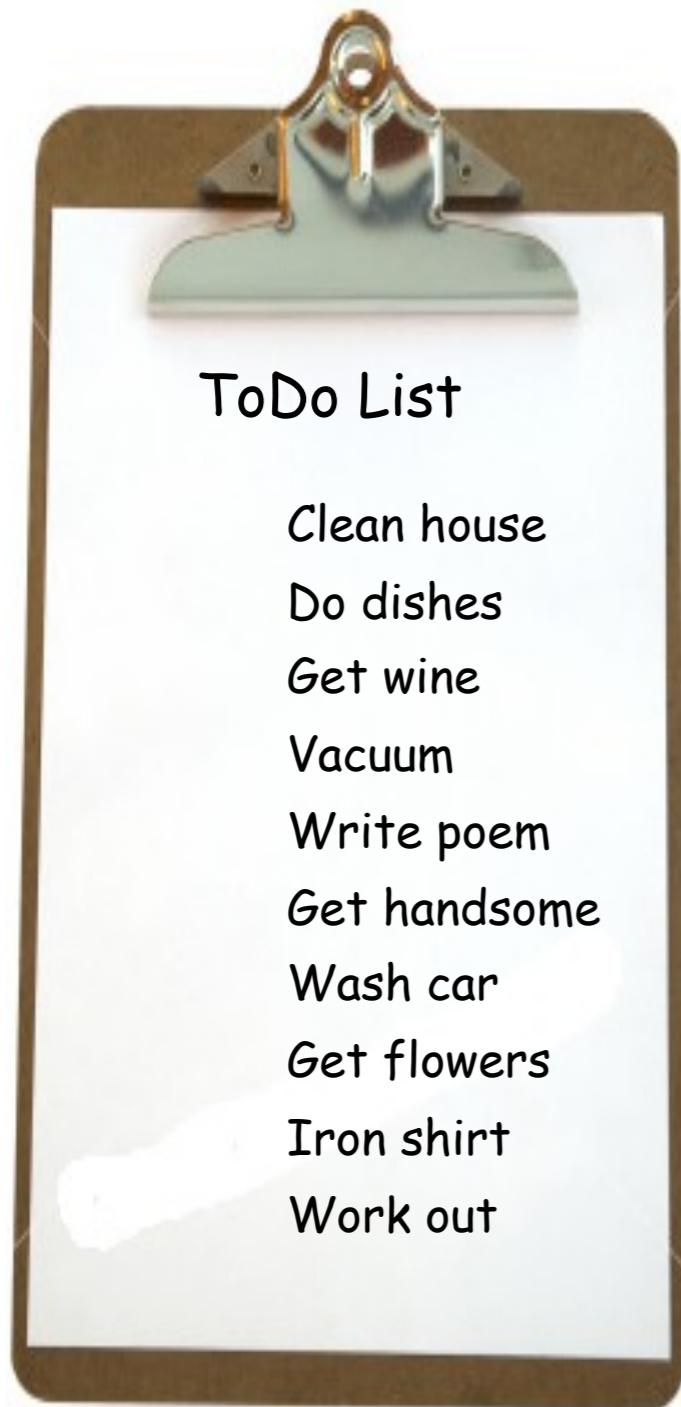 ToDo List
Clean house
Do dishes
Get wine
Vacuum
Write poem
Get handsome
Wash car
Get flowers
Iron shirt
Work out